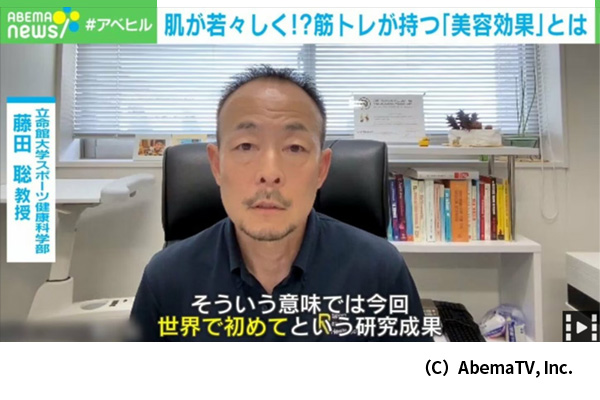 ABEMA
news
#アベヒル
肌が若々しく!?筋トレが持つ「美容効果」とは
立命館大学スポーツ健康科学部
藤田 聡 教授
そういう意味では今回
世界で初めてという研究成果
(C) AbemaTV, Inc.